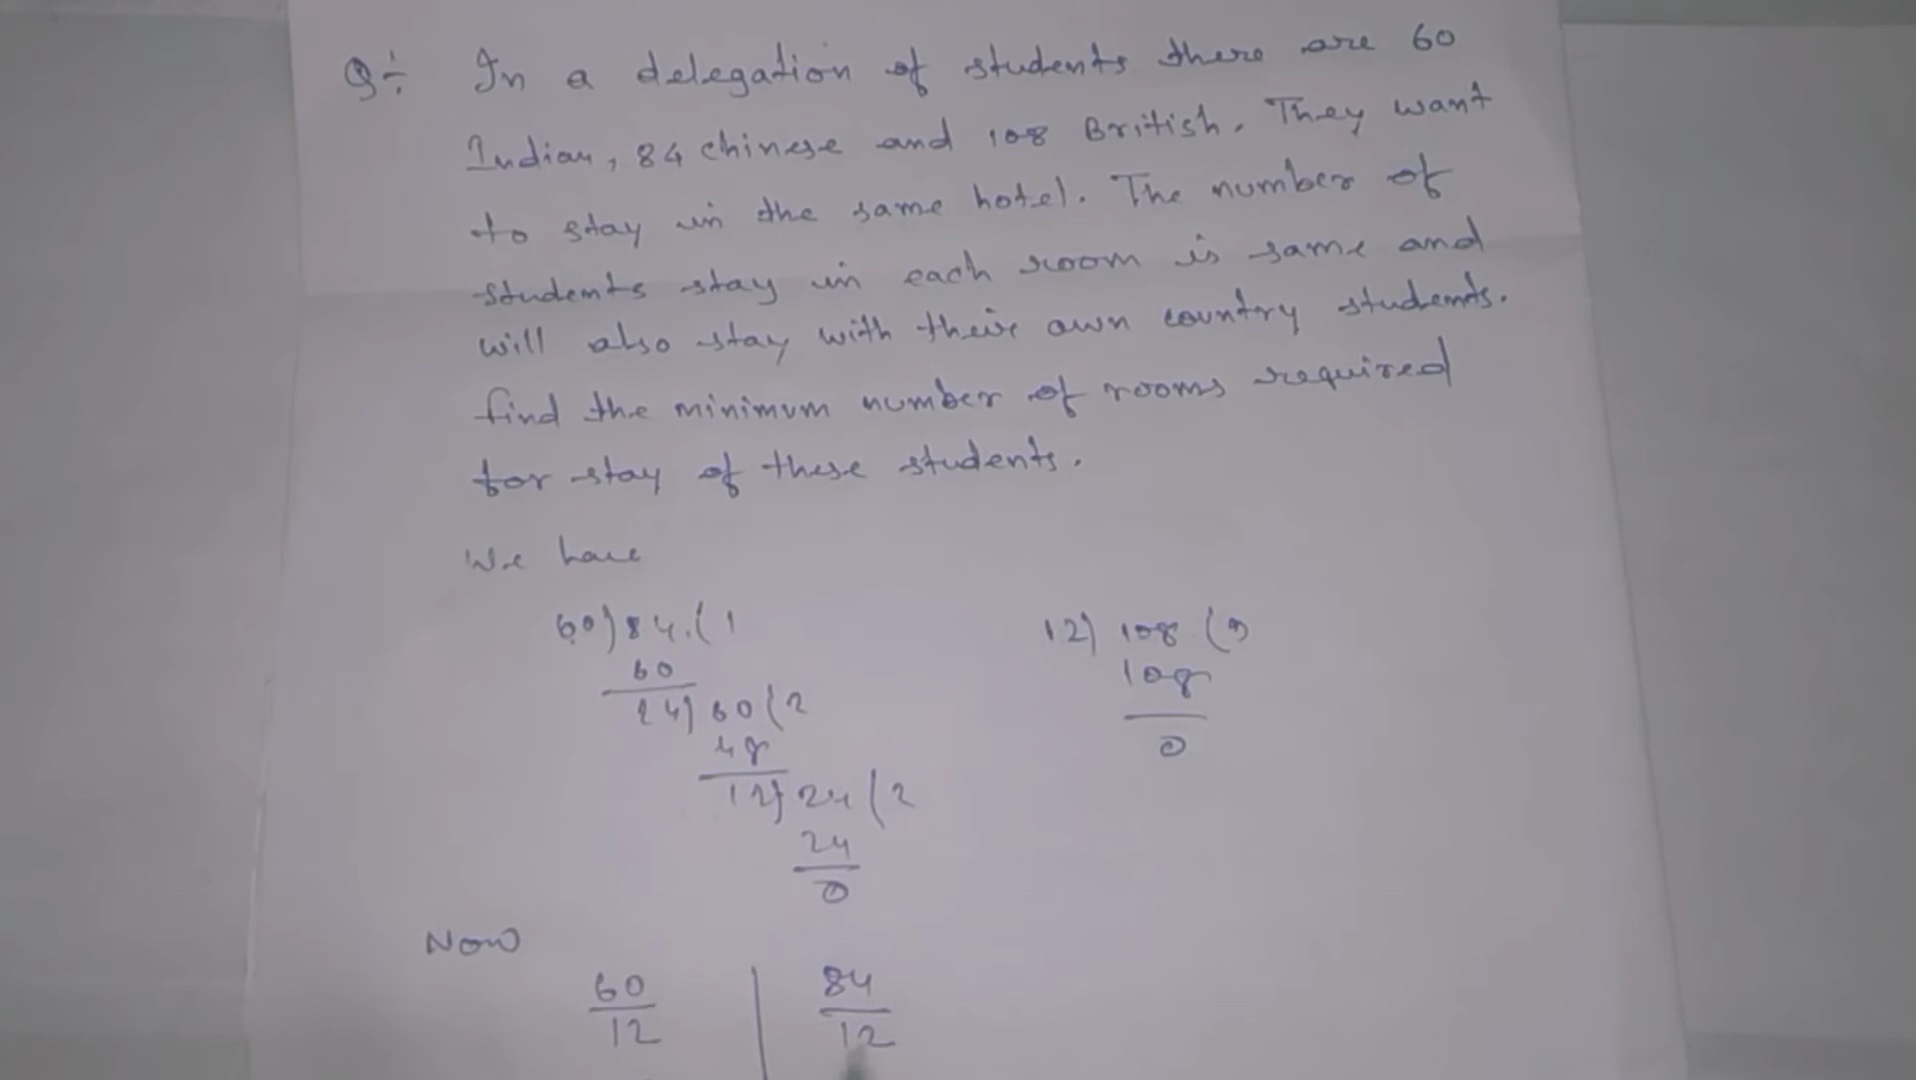 Q÷ In a delegation of students there are 60
Indian, 84 chinese and 108 British. They want
to stay in the same hotel. The number of
students stay in each room is same and
will also stay with their own country students.
find the minimum number of rooms required
for stay of these students.
We have
60)84.(1
60
24)60(2
48
12)24(2
24
0
12)108(9
108
0
Now
60
12
84
12